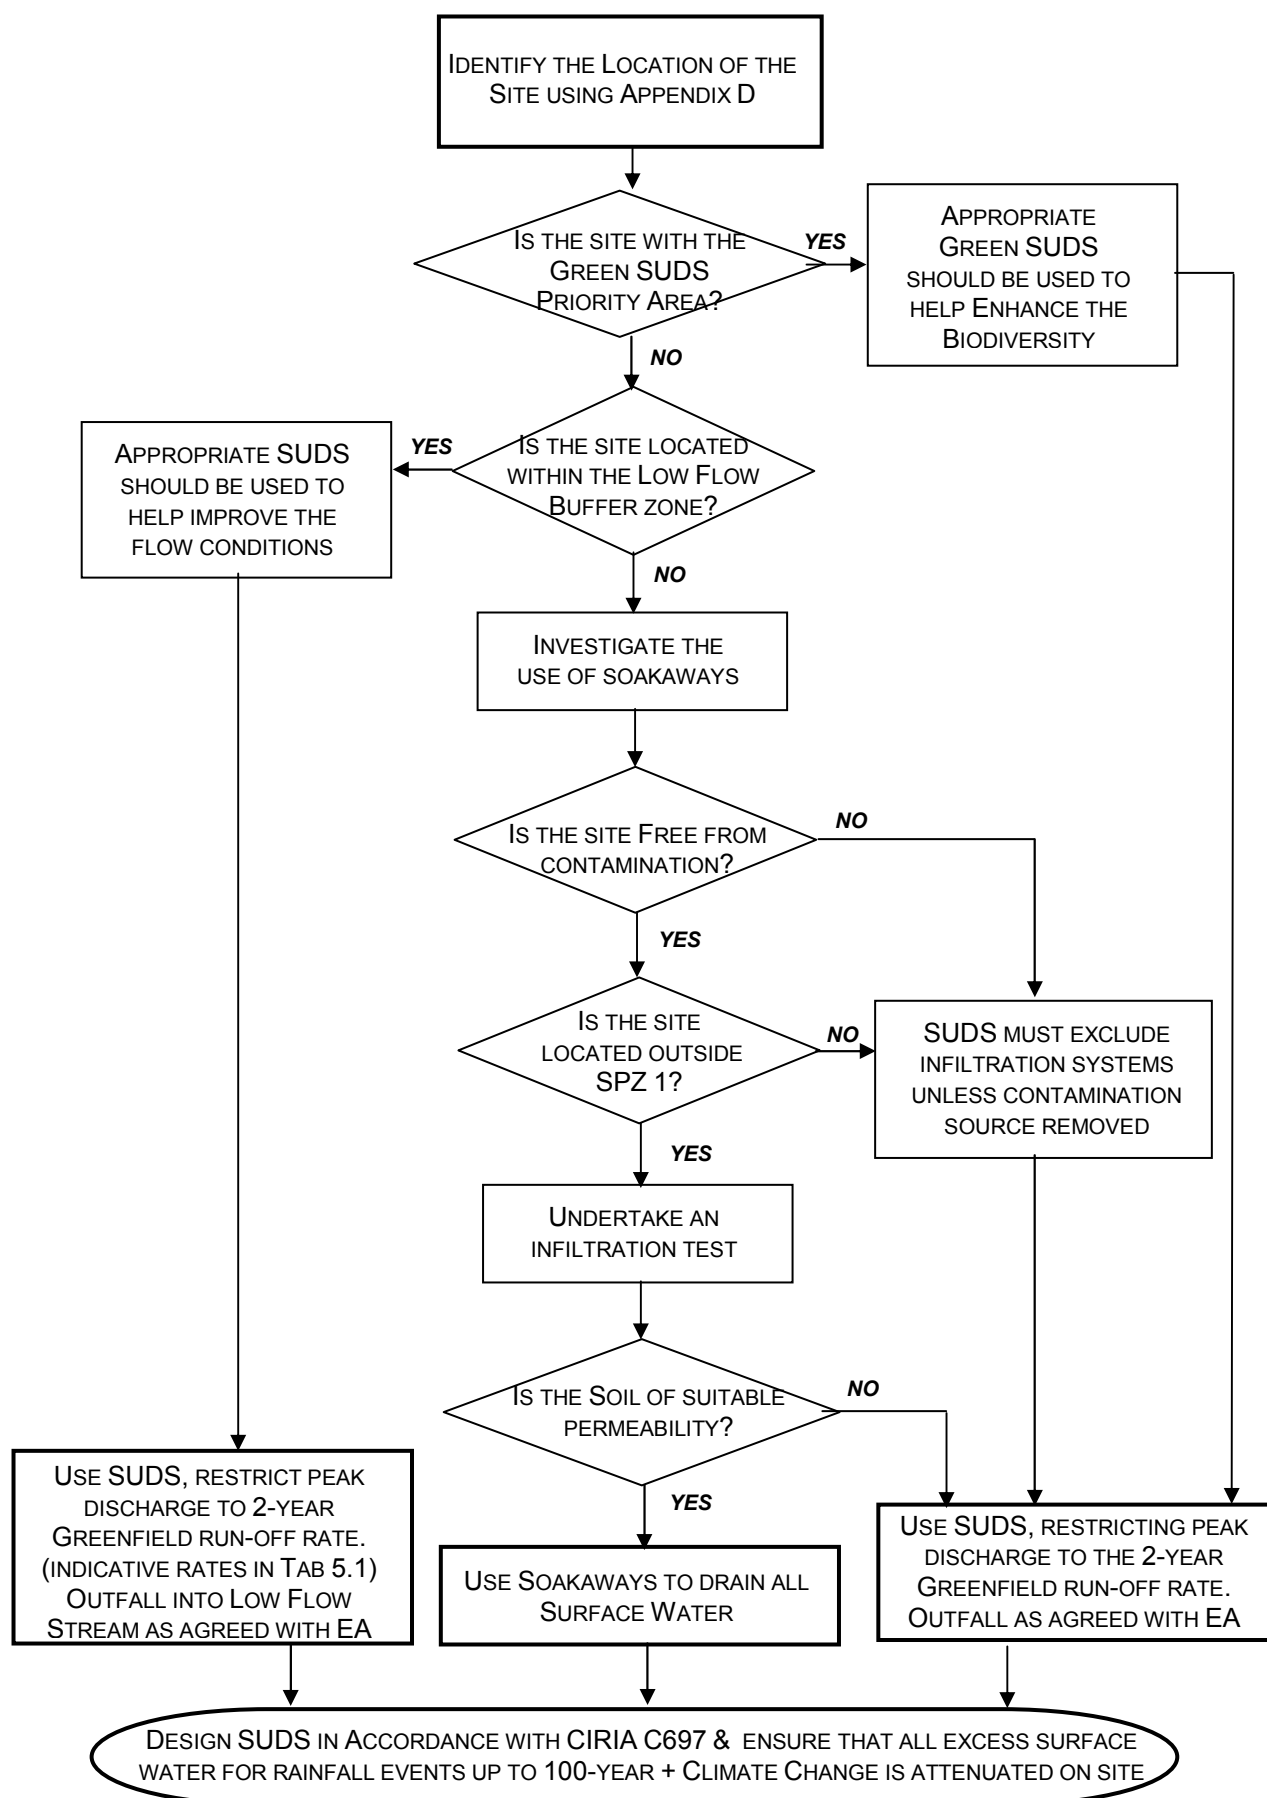 IDENTIFY THE LOCATION OF THE
SITE USING APPENDIX D
IS THE SITE WITH THE
GREEN SUDS
PRIORITY AREA?
YES
APPROPRIATE
GREEN SUDS
SHOULD BE USED TO
HELP ENHANCE THE
BIODIVERSITY
NO
IS THE SITE LOCATED
WITHIN THE LOW FLOW
BUFFER ZONE?
YES
APPROPRIATE SUDS
SHOULD BE USED TO
HELP IMPROVE THE
FLOW CONDITIONS
NO
INVESTIGATE THE
USE OF SOAKAWAYS
IS THE SITE FREE FROM
CONTAMINATION?
NO
YES
IS THE SITE
LOCATED OUTSIDE
SPZ 1?
NO
SUDS MUST EXCLUDE
INFILTRATION SYSTEMS
UNLESS CONTAMINATION
SOURCE REMOVED
YES
UNDERTAKE AN
INFILTRATION TEST
IS THE SOIL OF SUITABLE
PERMEABILITY?
NO
YES
USE SUDS, RESTRICT PEAK
DISCHARGE TO 2-YEAR
GREENFIELD RUN-OFF RATE.
(INDICATIVE RATES IN TAB 5.1)
OUTFALL INTO LOW FLOW
STREAM AS AGREED WITH EA
USE SOAKAWAYS TO DRAIN ALL
SURFACE WATER
USE SUDS, RESTRICTING PEAK
DISCHARGE TO THE 2-YEAR
GREENFIELD RUN-OFF RATE.
OUTFALL AS AGREED WITH EA
DESIGN SUDS IN ACCORDANCE WITH CIRIA C697 & ENSURE THAT ALL EXCESS SURFACE
WATER FOR RAINFALL EVENTS UP TO 100-YEAR + CLIMATE CHANGE IS ATTENUATED ON SITE